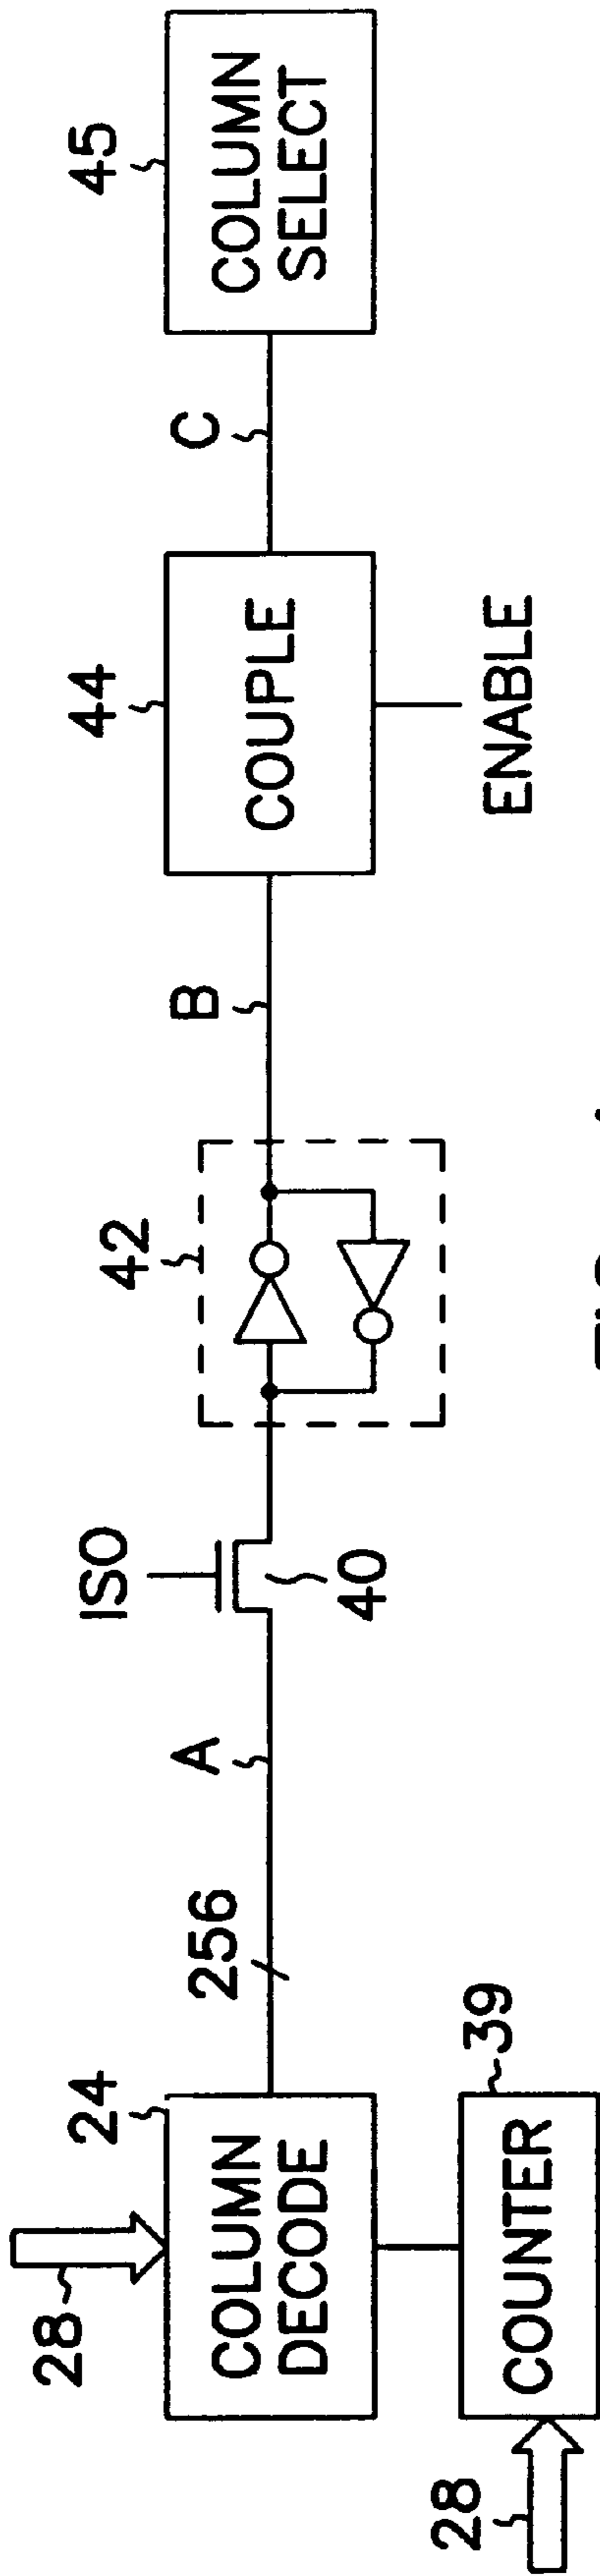 28
24
COLUMN
DECODE
28
COUNTER
39
256
A
ISO
40
42
B
44
COUPLE
ENABLE
C
45
COLUMN
SELECT